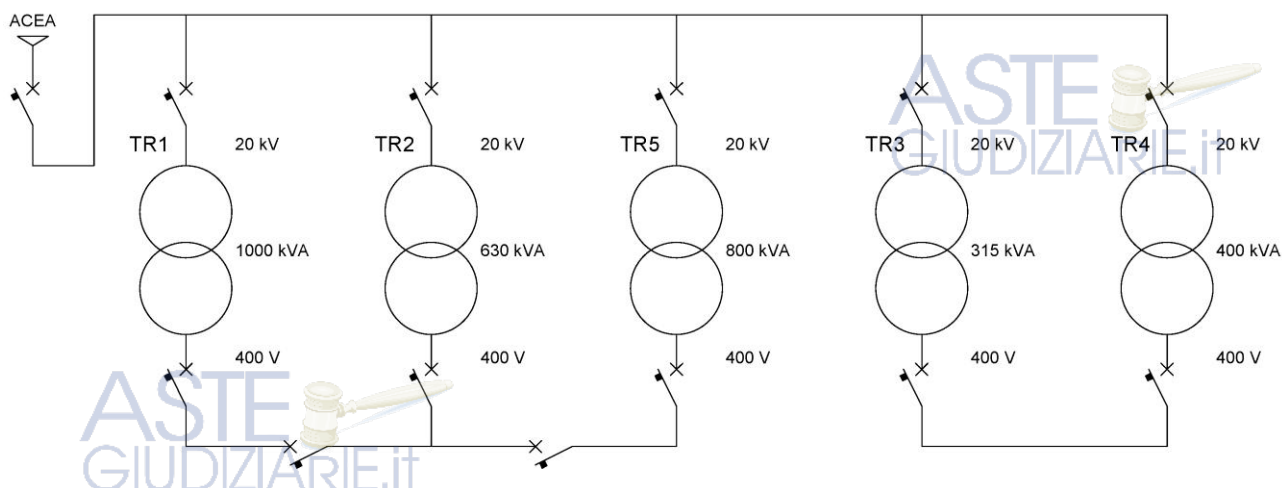 ACEA
TR1 20 kV
TR2 20 kV
TR5 20 kV
TR3 20 kV
TR4 20 kV
1000 kVA
630 kVA
800 kVA
315 kVA
400 kVA
400 V
400 V
400 V
400 V
400 V
ASTE
GIUDIZIARIE.it
ASTE
GIUDIZIARIE.it